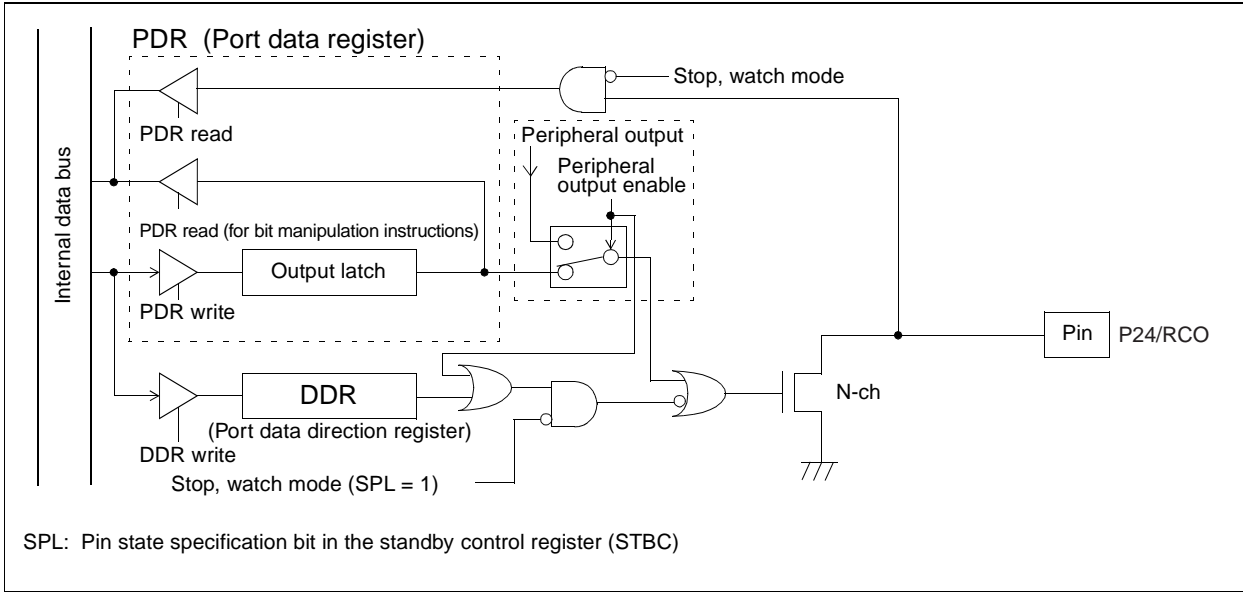 PDR (Port data register)
Stop, watch mode
PDR read
Peripheral output
Peripheral
output enable
Internal data bus
PDR read (for bit manipulation instructions)
Output latch
PDR write
Pin
P24/RCO
DDR
N-ch
(Port data direction register)
DDR write
Stop, watch mode (SPL = 1)
SPL: Pin state specification bit in the standby control register (STBC)